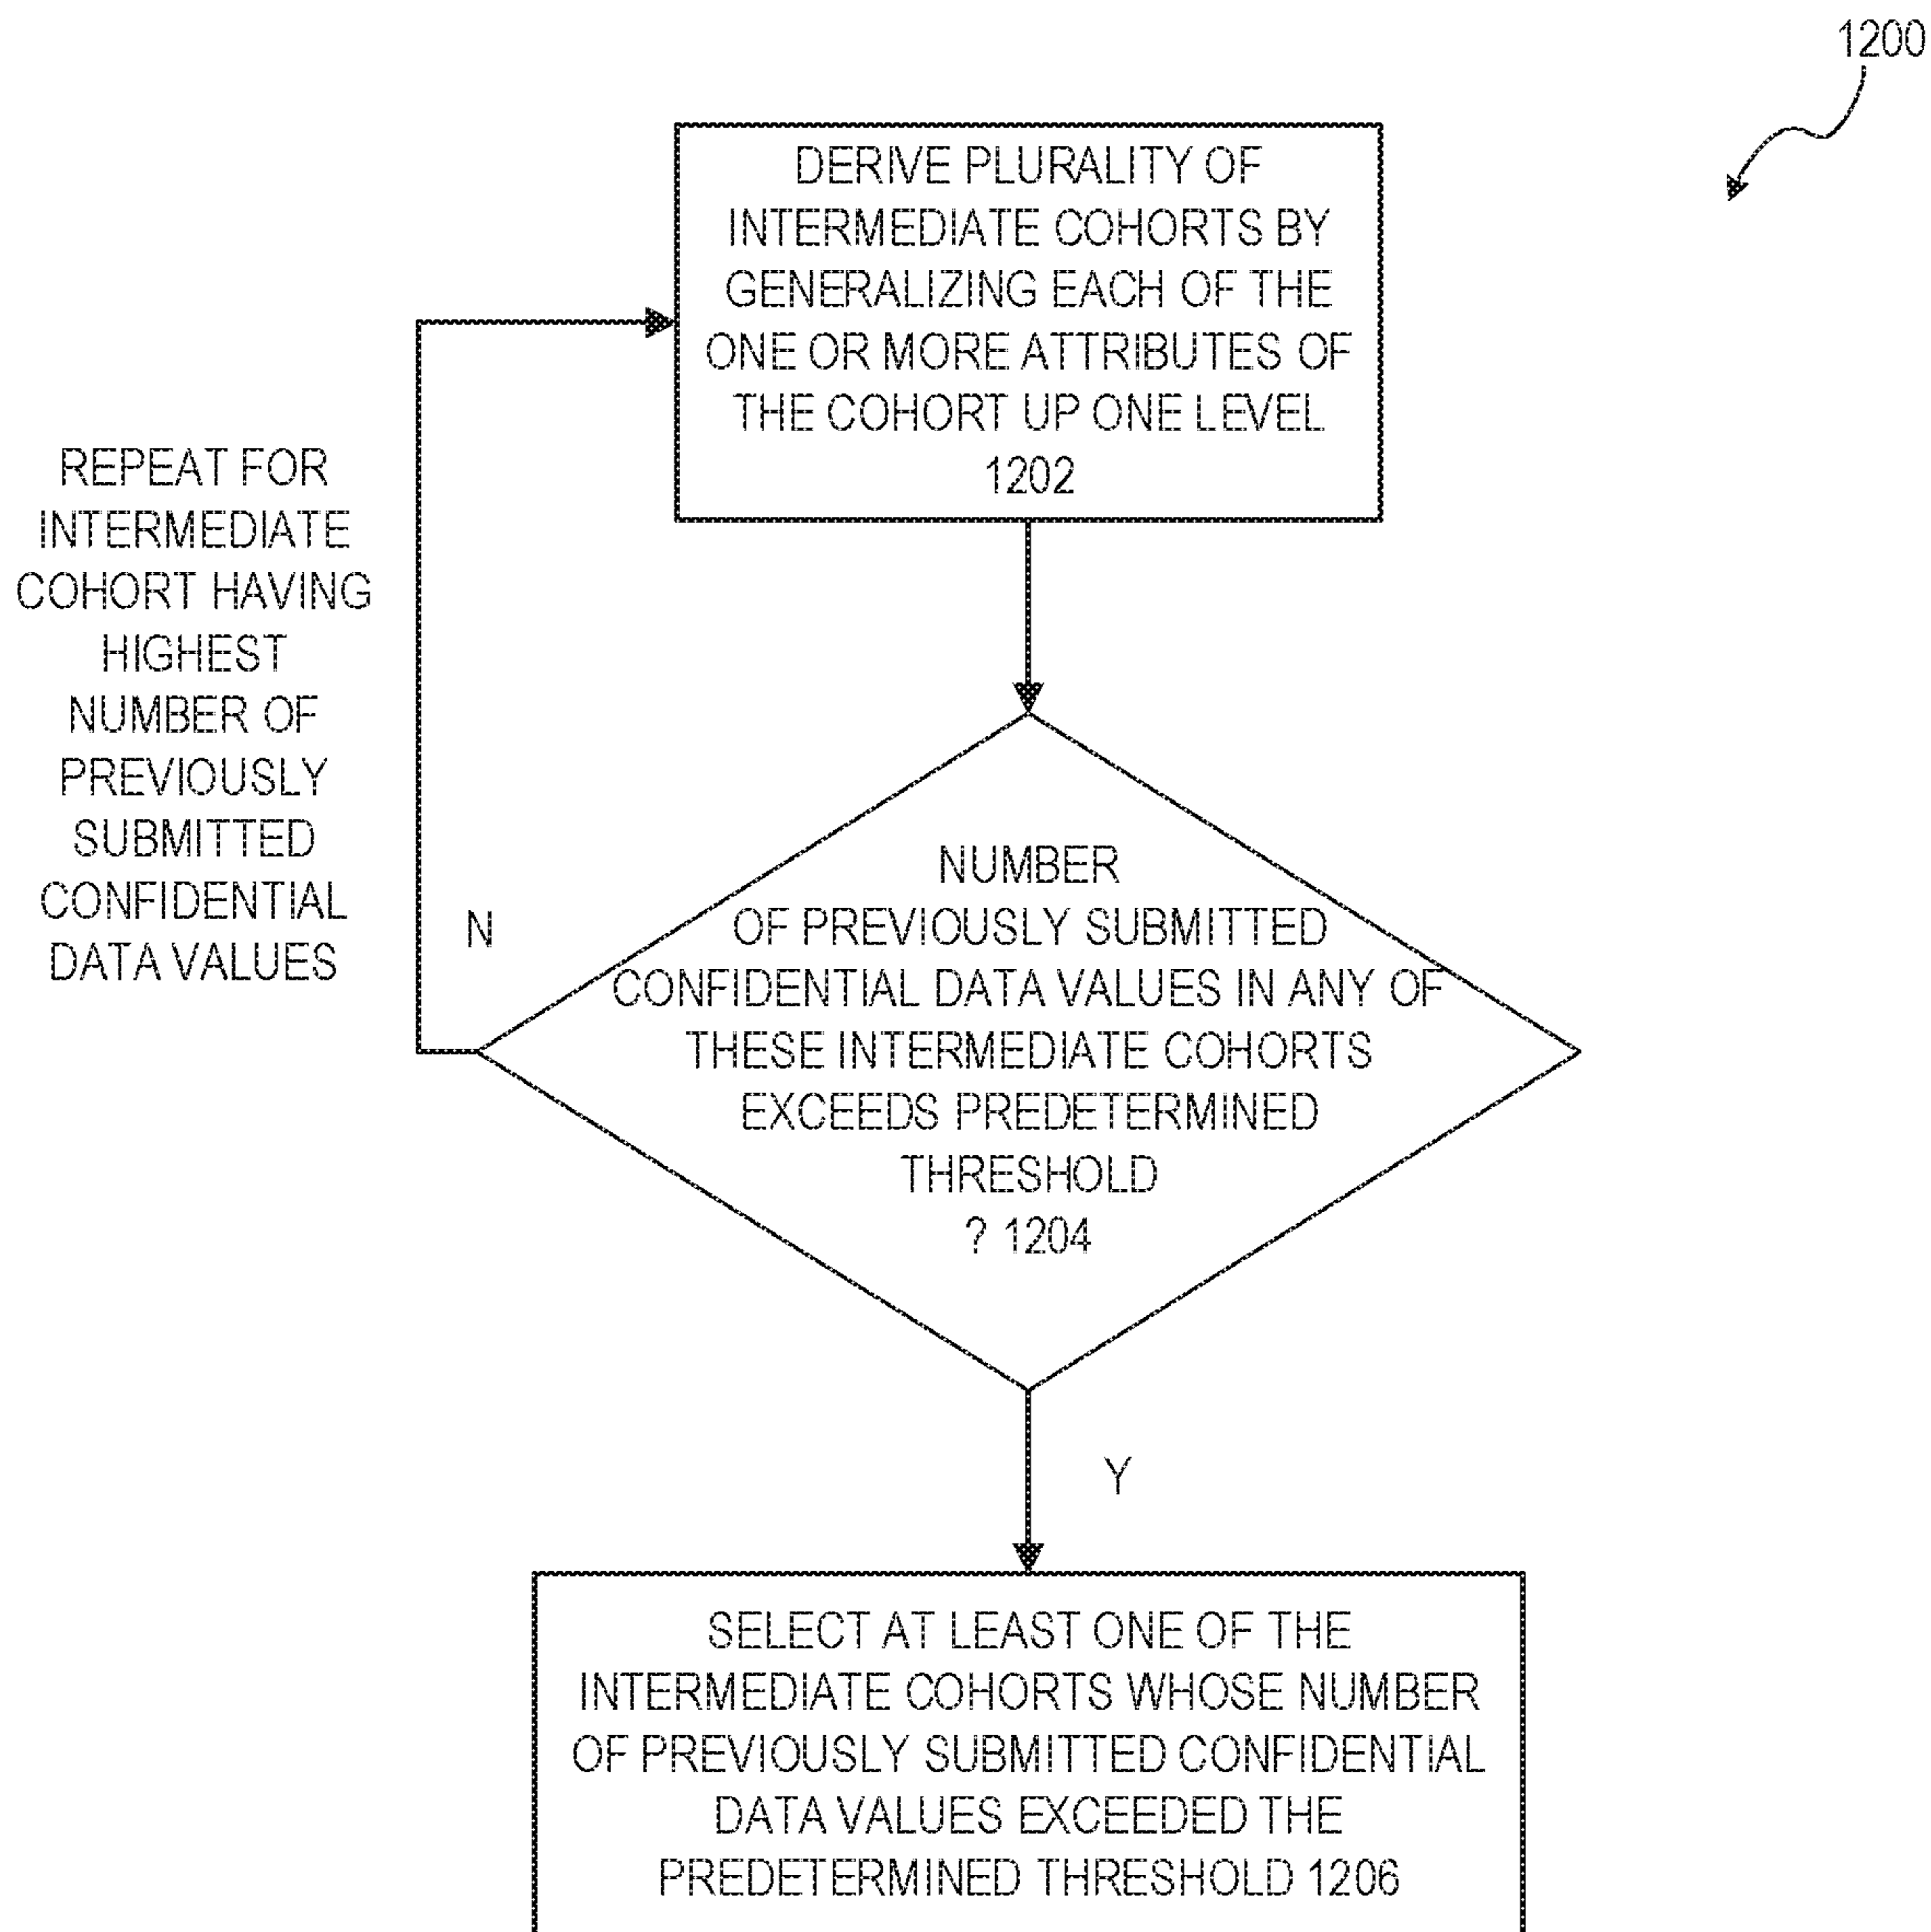 1200
DERIVE PLURALITY OF
INTERMEDIATE COHORTS BY
GENERALIZING EACH OF THE
ONE OR MORE ATTRIBUTES OF
THE COHORT UP ONE LEVEL
1202
REPEAT FOR
INTERMEDIATE
COHORT HAVING
HIGHEST
NUMBER OF
PREVIOUSLY
SUBMITTED
CONFIDENTIAL
DATA VALUES
N
NUMBER
OF PREVIOUSLY SUBMITTED
CONFIDENTIAL DATA VALUES IN ANY OF
THESE INTERMEDIATE COHORTS
EXCEEDS PREDETERMINED
THRESHOLD
? 1204
Y
SELECT AT LEAST ONE OF THE
INTERMEDIATE COHORTS WHOSE NUMBER
OF PREVIOUSLY SUBMITTED CONFIDENTIAL
DATA VALUES EXCEEDED THE
PREDETERMINED THRESHOLD 1206